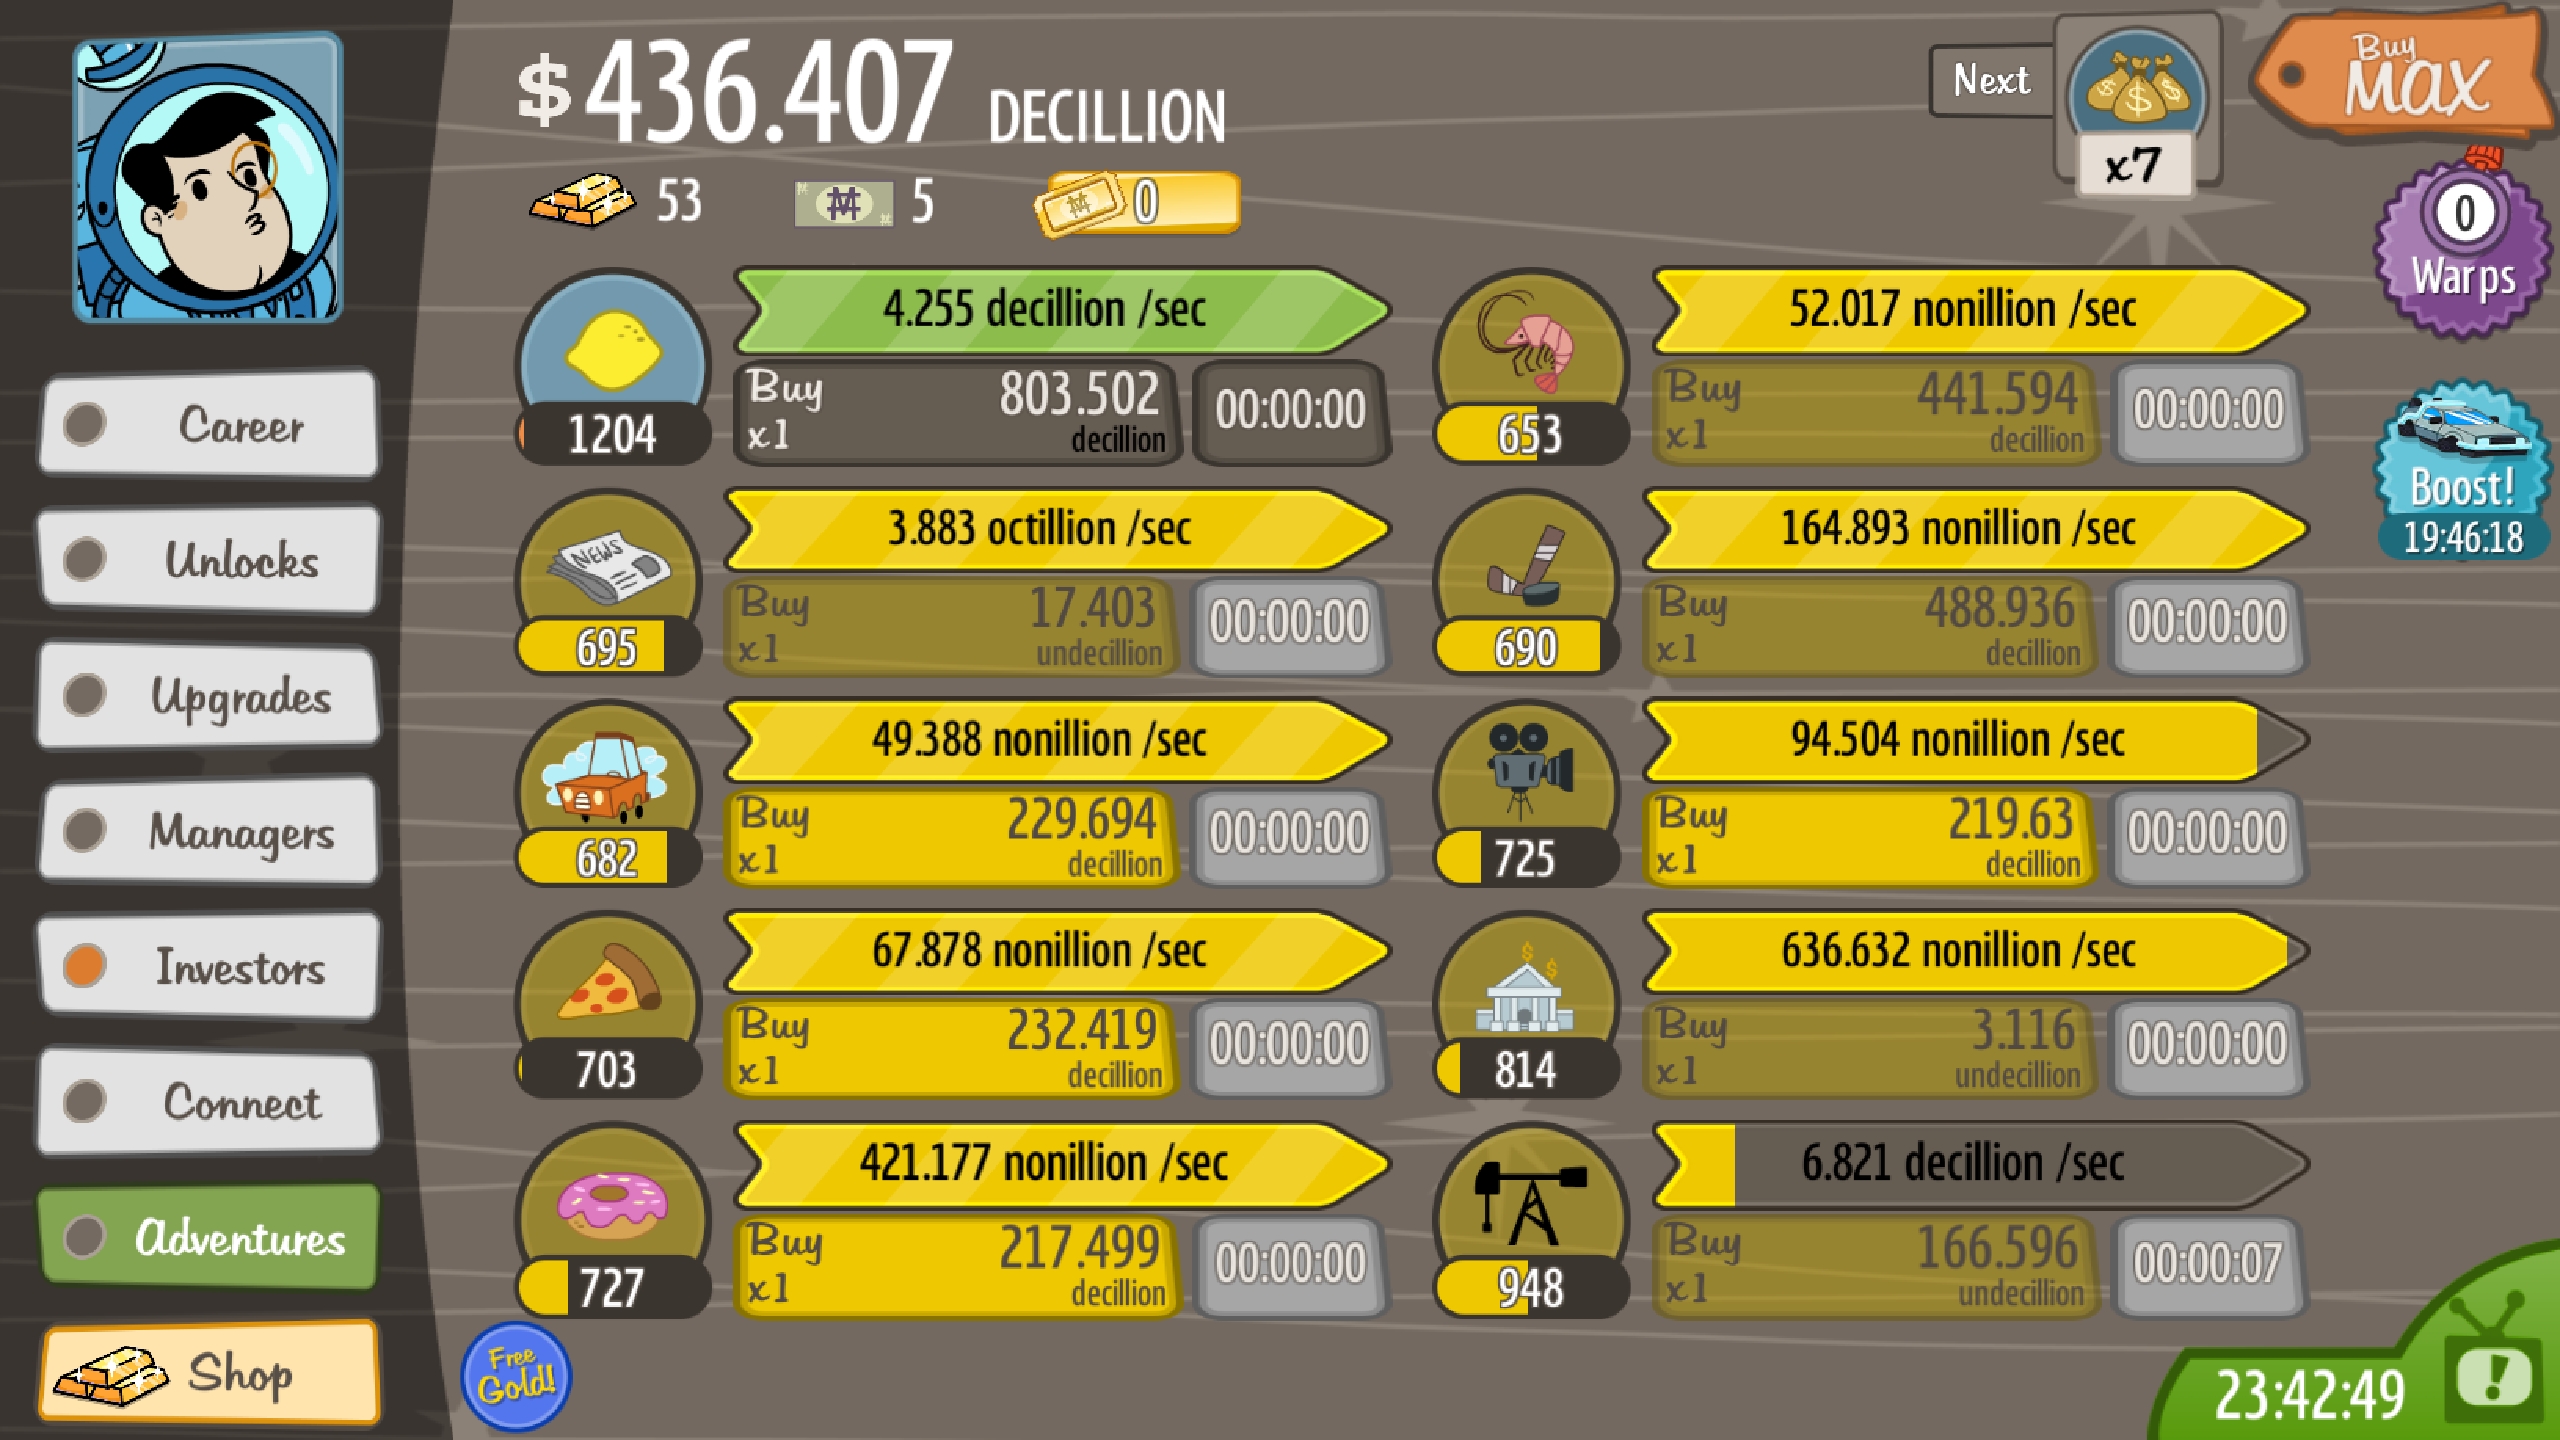 $436.407 DECILLION
Next
x7
Buy
MAX
53
5
0
0
Warps
Boost!
19:46:18
Career
Unlocks
Upgrades
Managers
Investors
Connect
Adventures
Shop
4.255 decillion /sec
Buy
x1
803.502
decillion
00:00:00
1204
NEWS
3.883 octillion /sec
Buy
x1
17.403
undecillion
00:00:00
695
49.388 nonillion /sec
Buy
x1
229.694
decillion
00:00:00
682
67.878 nonillion /sec
Buy
x1
232.419
decillion
00:00:00
703
421.177 nonillion /sec
Buy
x1
217.499
decillion
00:00:00
727
52.017 nonillion /sec
Buy
x1
441.594
decillion
00:00:00
653
164.893 nonillion /sec
Buy
x1
488.936
decillion
00:00:00
690
94.504 nonillion /sec
Buy
x1
219.63
decillion
00:00:00
725
636.632 nonillion /sec
Buy
x1
3.116
undecillion
00:00:00
814
6.821 decillion /sec
Buy
x1
166.596
undecillion
00:00:07
948
Free
Gold!
23:42:49
!